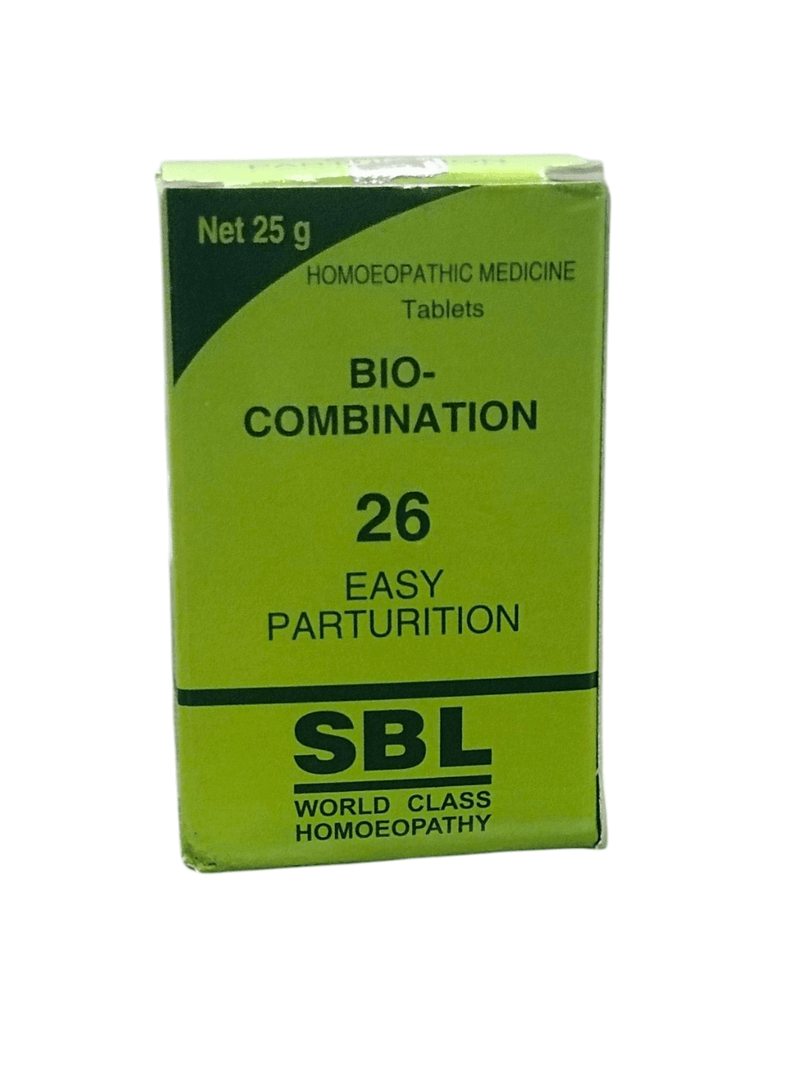 Net 25 g
HOMOEOPATHIC MEDICINE
Tablets
BIO-
COMBINATION
26
EASY
PARTURITION
SBL
WORLD CLASS
HOMOEOPATHY